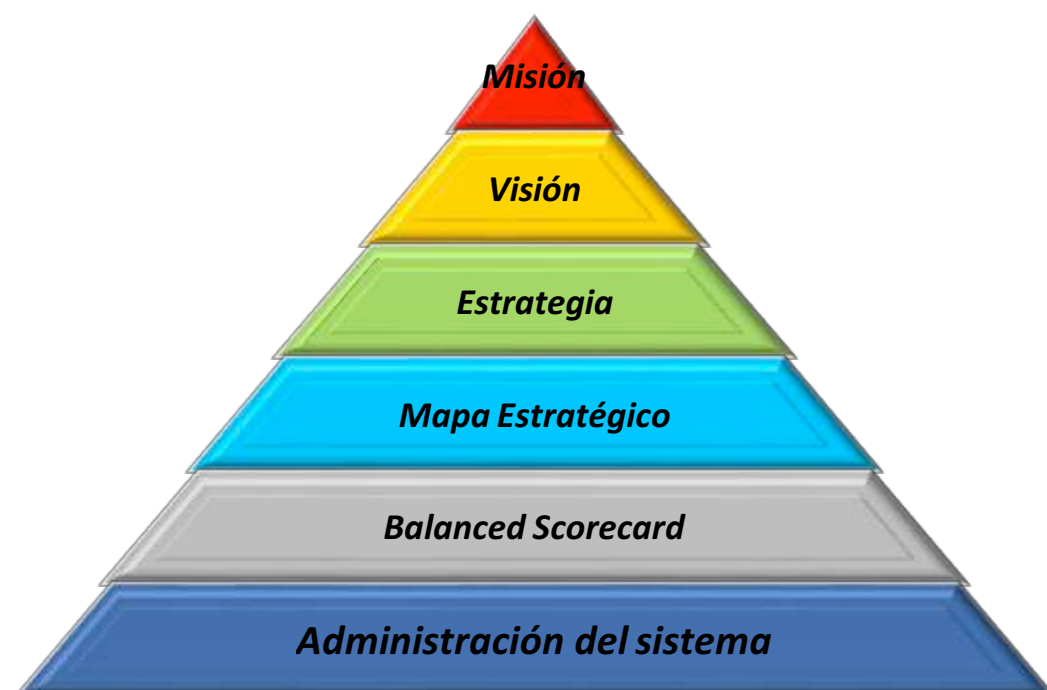 Misión
Visión
Estrategia
Mapa Estratégico
Balanced Scorecard
Administración del sistema